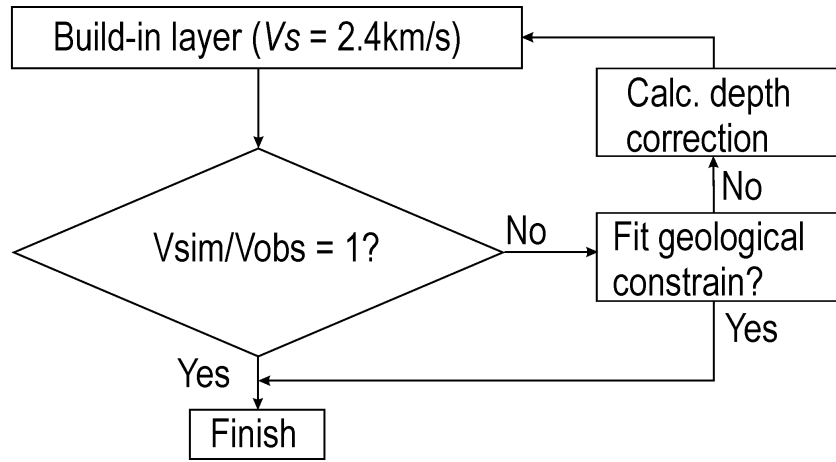 Build-in layer (Vs = 2.4km/s)
Calc. depth
correction
No
Vsim/Vobs = 1?
No
Fit geological
constrain?
Yes
Yes
Finish